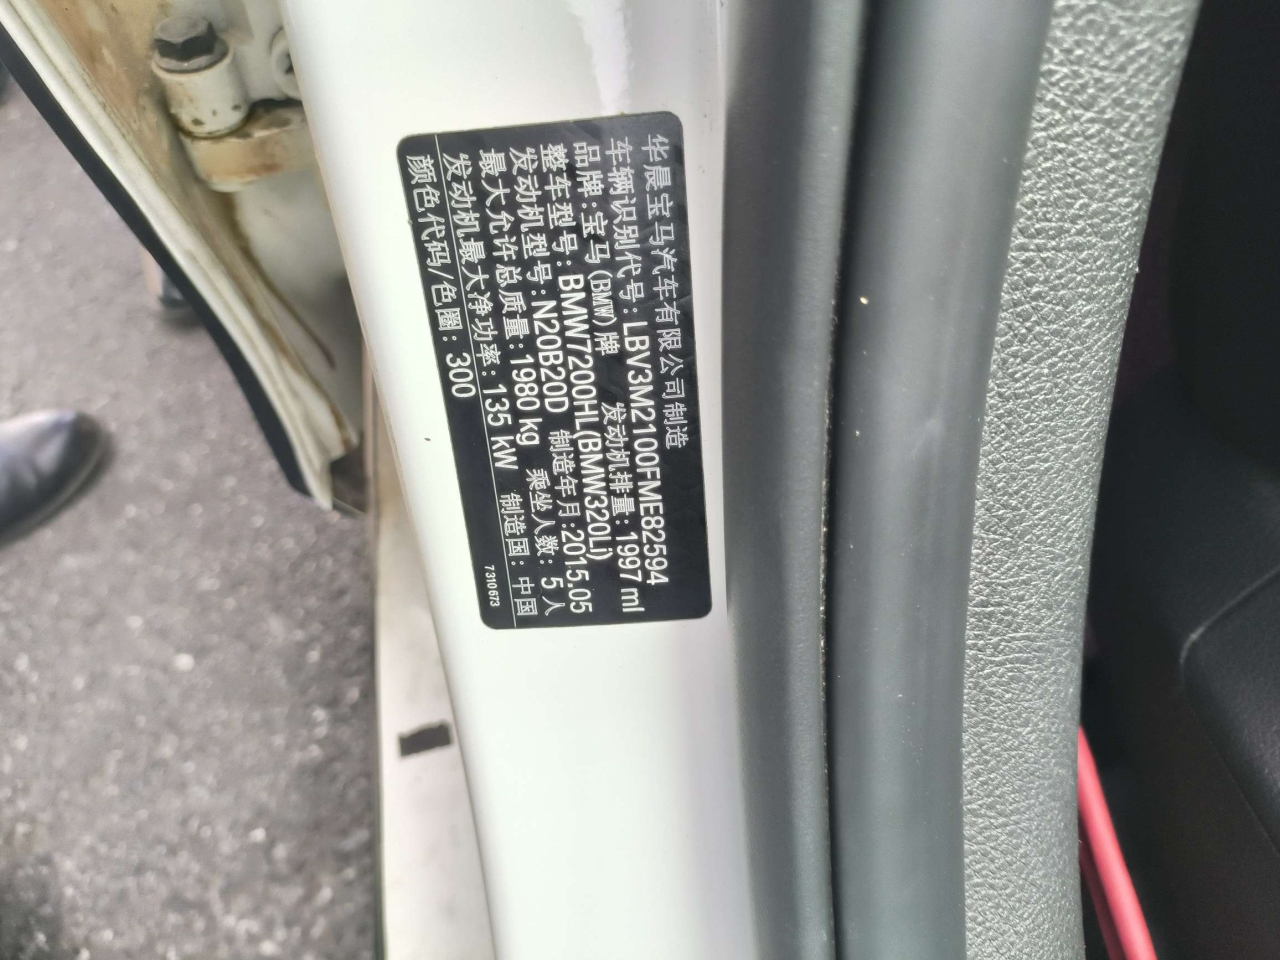 华晨宝马汽车有限公司制造
车辆识别代号: LBV3M2100FME82594
品牌: 宝马(BMW)牌 发动机排量: 1997 ml
整车型号: BMW7200HL(BMW320Li)
发动机型号: N20B20D 制造年月: 2015.05
最大允许总质量: 1980 kg 乘坐人数: 5人
发动机最大净功率: 135 kW 制造国: 中国
颜色代码/色圈: 300 7 310 673